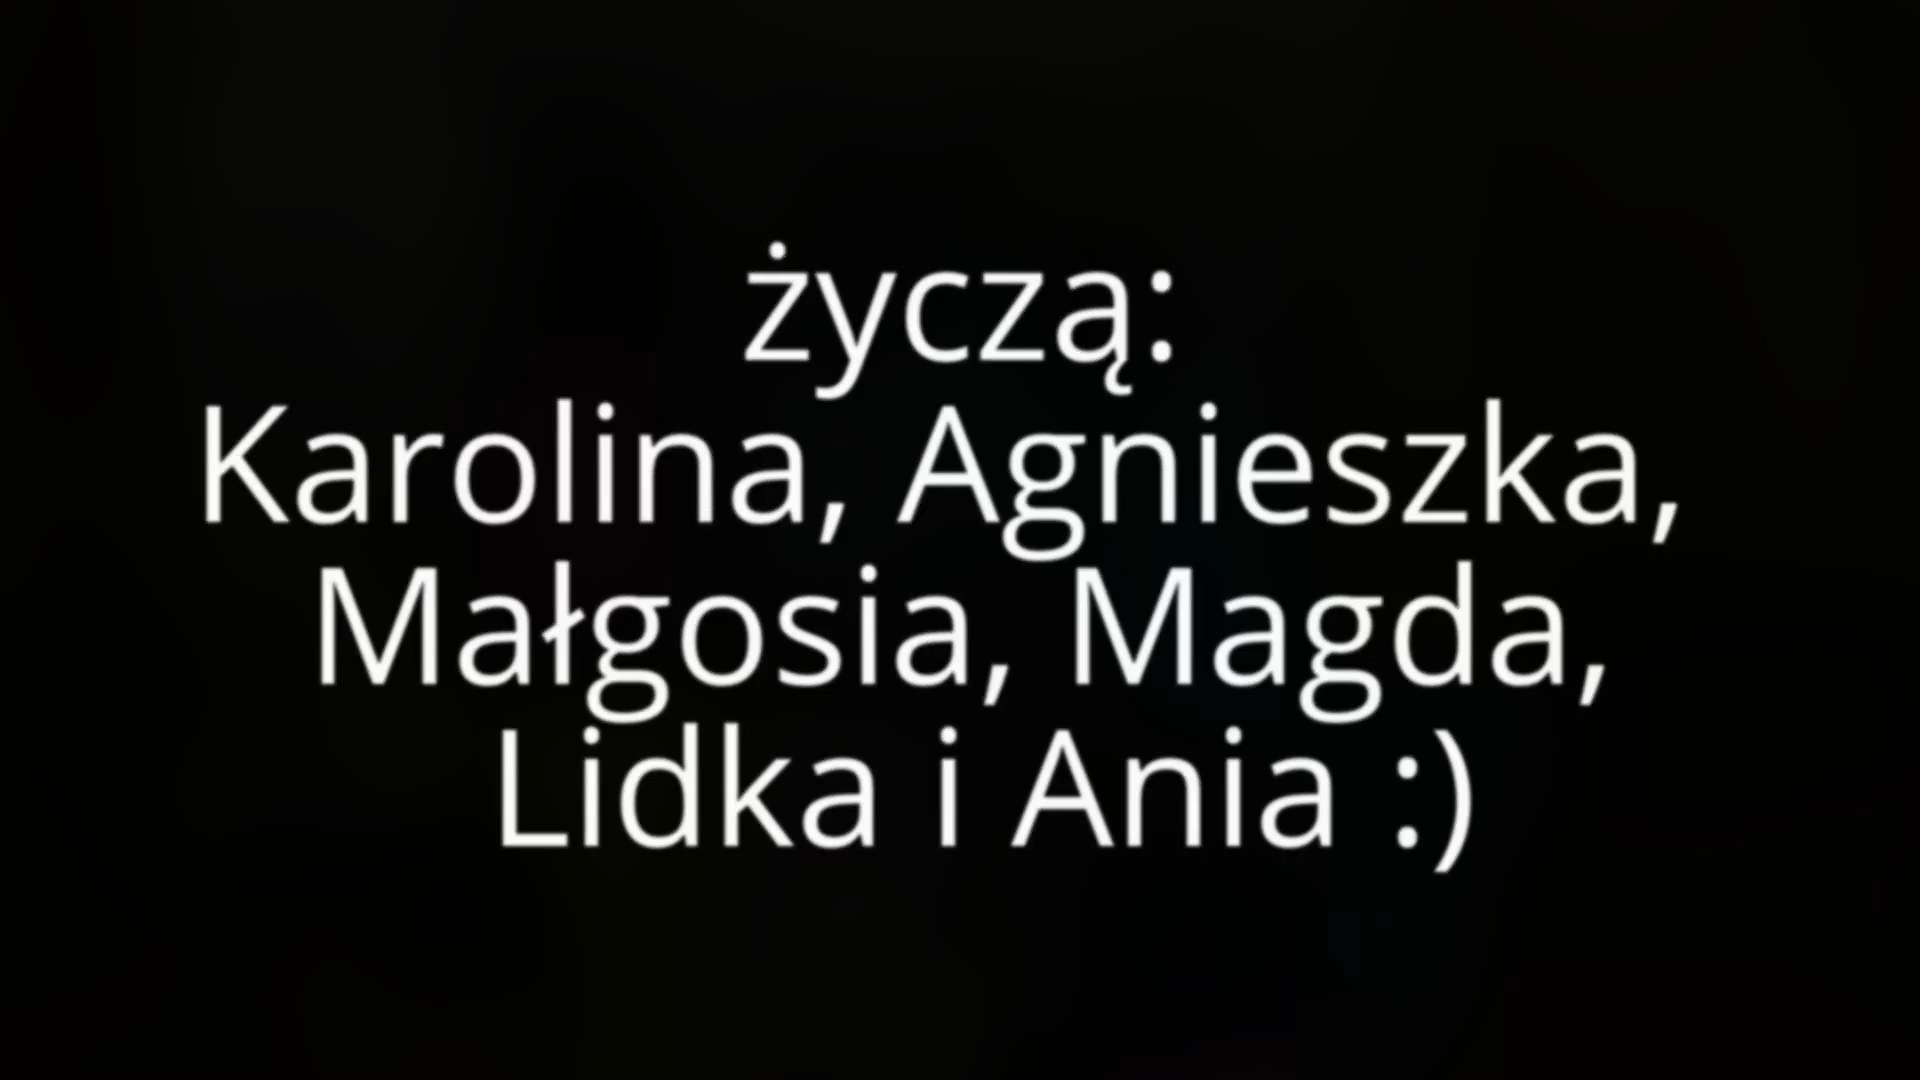 życzą:
Karolina, Agnieszka,
Małgosia, Magda,
Lidka i Ania :)